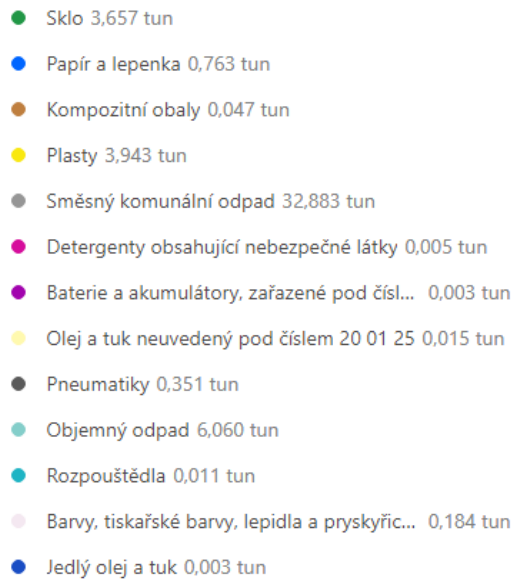 Sklo 3,657 tun
Papír a lepenka 0,763 tun
Kompozitní obaly 0,047 tun
Plasty 3,943 tun
Směsný komunální odpad 32,883 tun
Detergenty obsahující nebezpečné látky 0,005 tun
Baterie a akumulátory, zařazené pod čísl... 0,003 tun
Olej a tuk neuvedený pod číslem 20 01 25 0,015 tun
Pneumatiky 0,351 tun
Objemný odpad 6,060 tun
Rozpouštědla 0,011 tun
Barvy, tiskařské barvy, lepidla a pryskyřic... 0,184 tun
Jedlý olej a tuk 0,003 tun